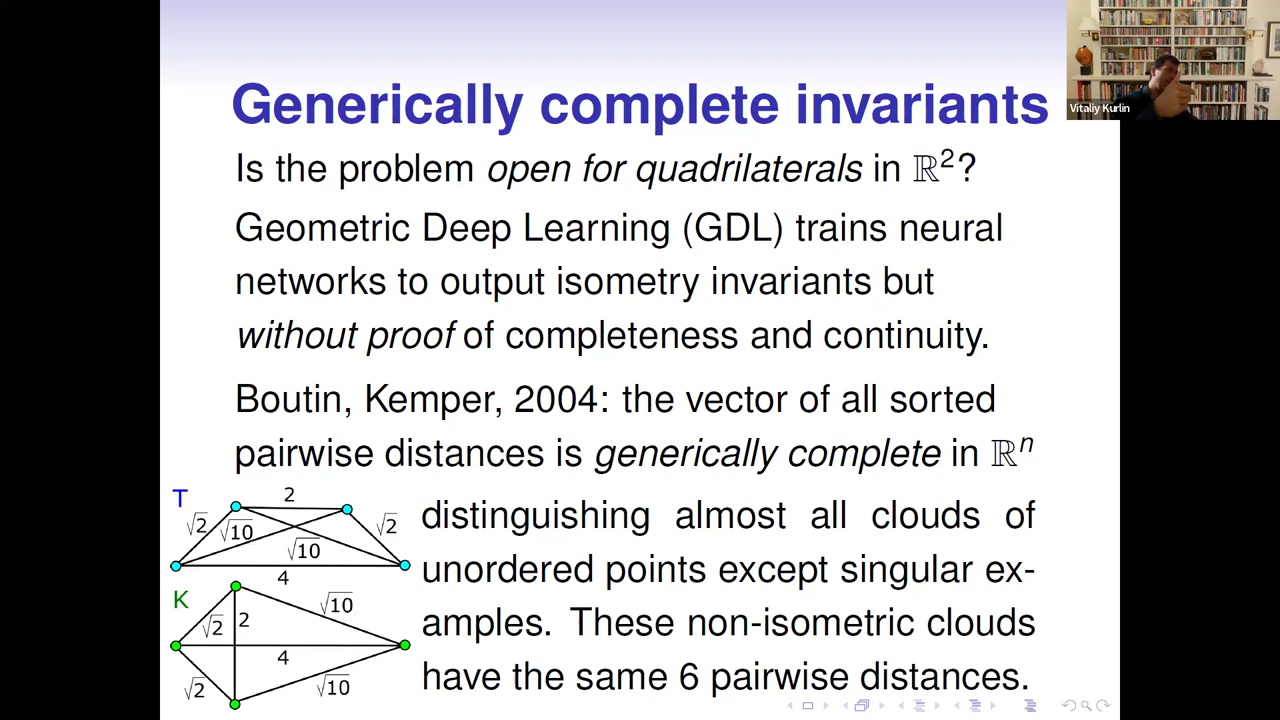 Generically complete invariants
Vitaliy Kurlin
Is the problem open for quadrilaterals in ℝ²?
Geometric Deep Learning (GDL) trains neural
networks to output isometry invariants but
without proof of completeness and continuity.
Boutin, Kemper, 2004: the vector of all sorted
pairwise distances is generically complete in ℝⁿ
distinguishing almost all clouds of
unordered points except singular ex-
amples. These non-isometric clouds
have the same 6 pairwise distances.
T
2
√2
√10
√2
√10
4
K
√10
√2
2
4
√2
√10